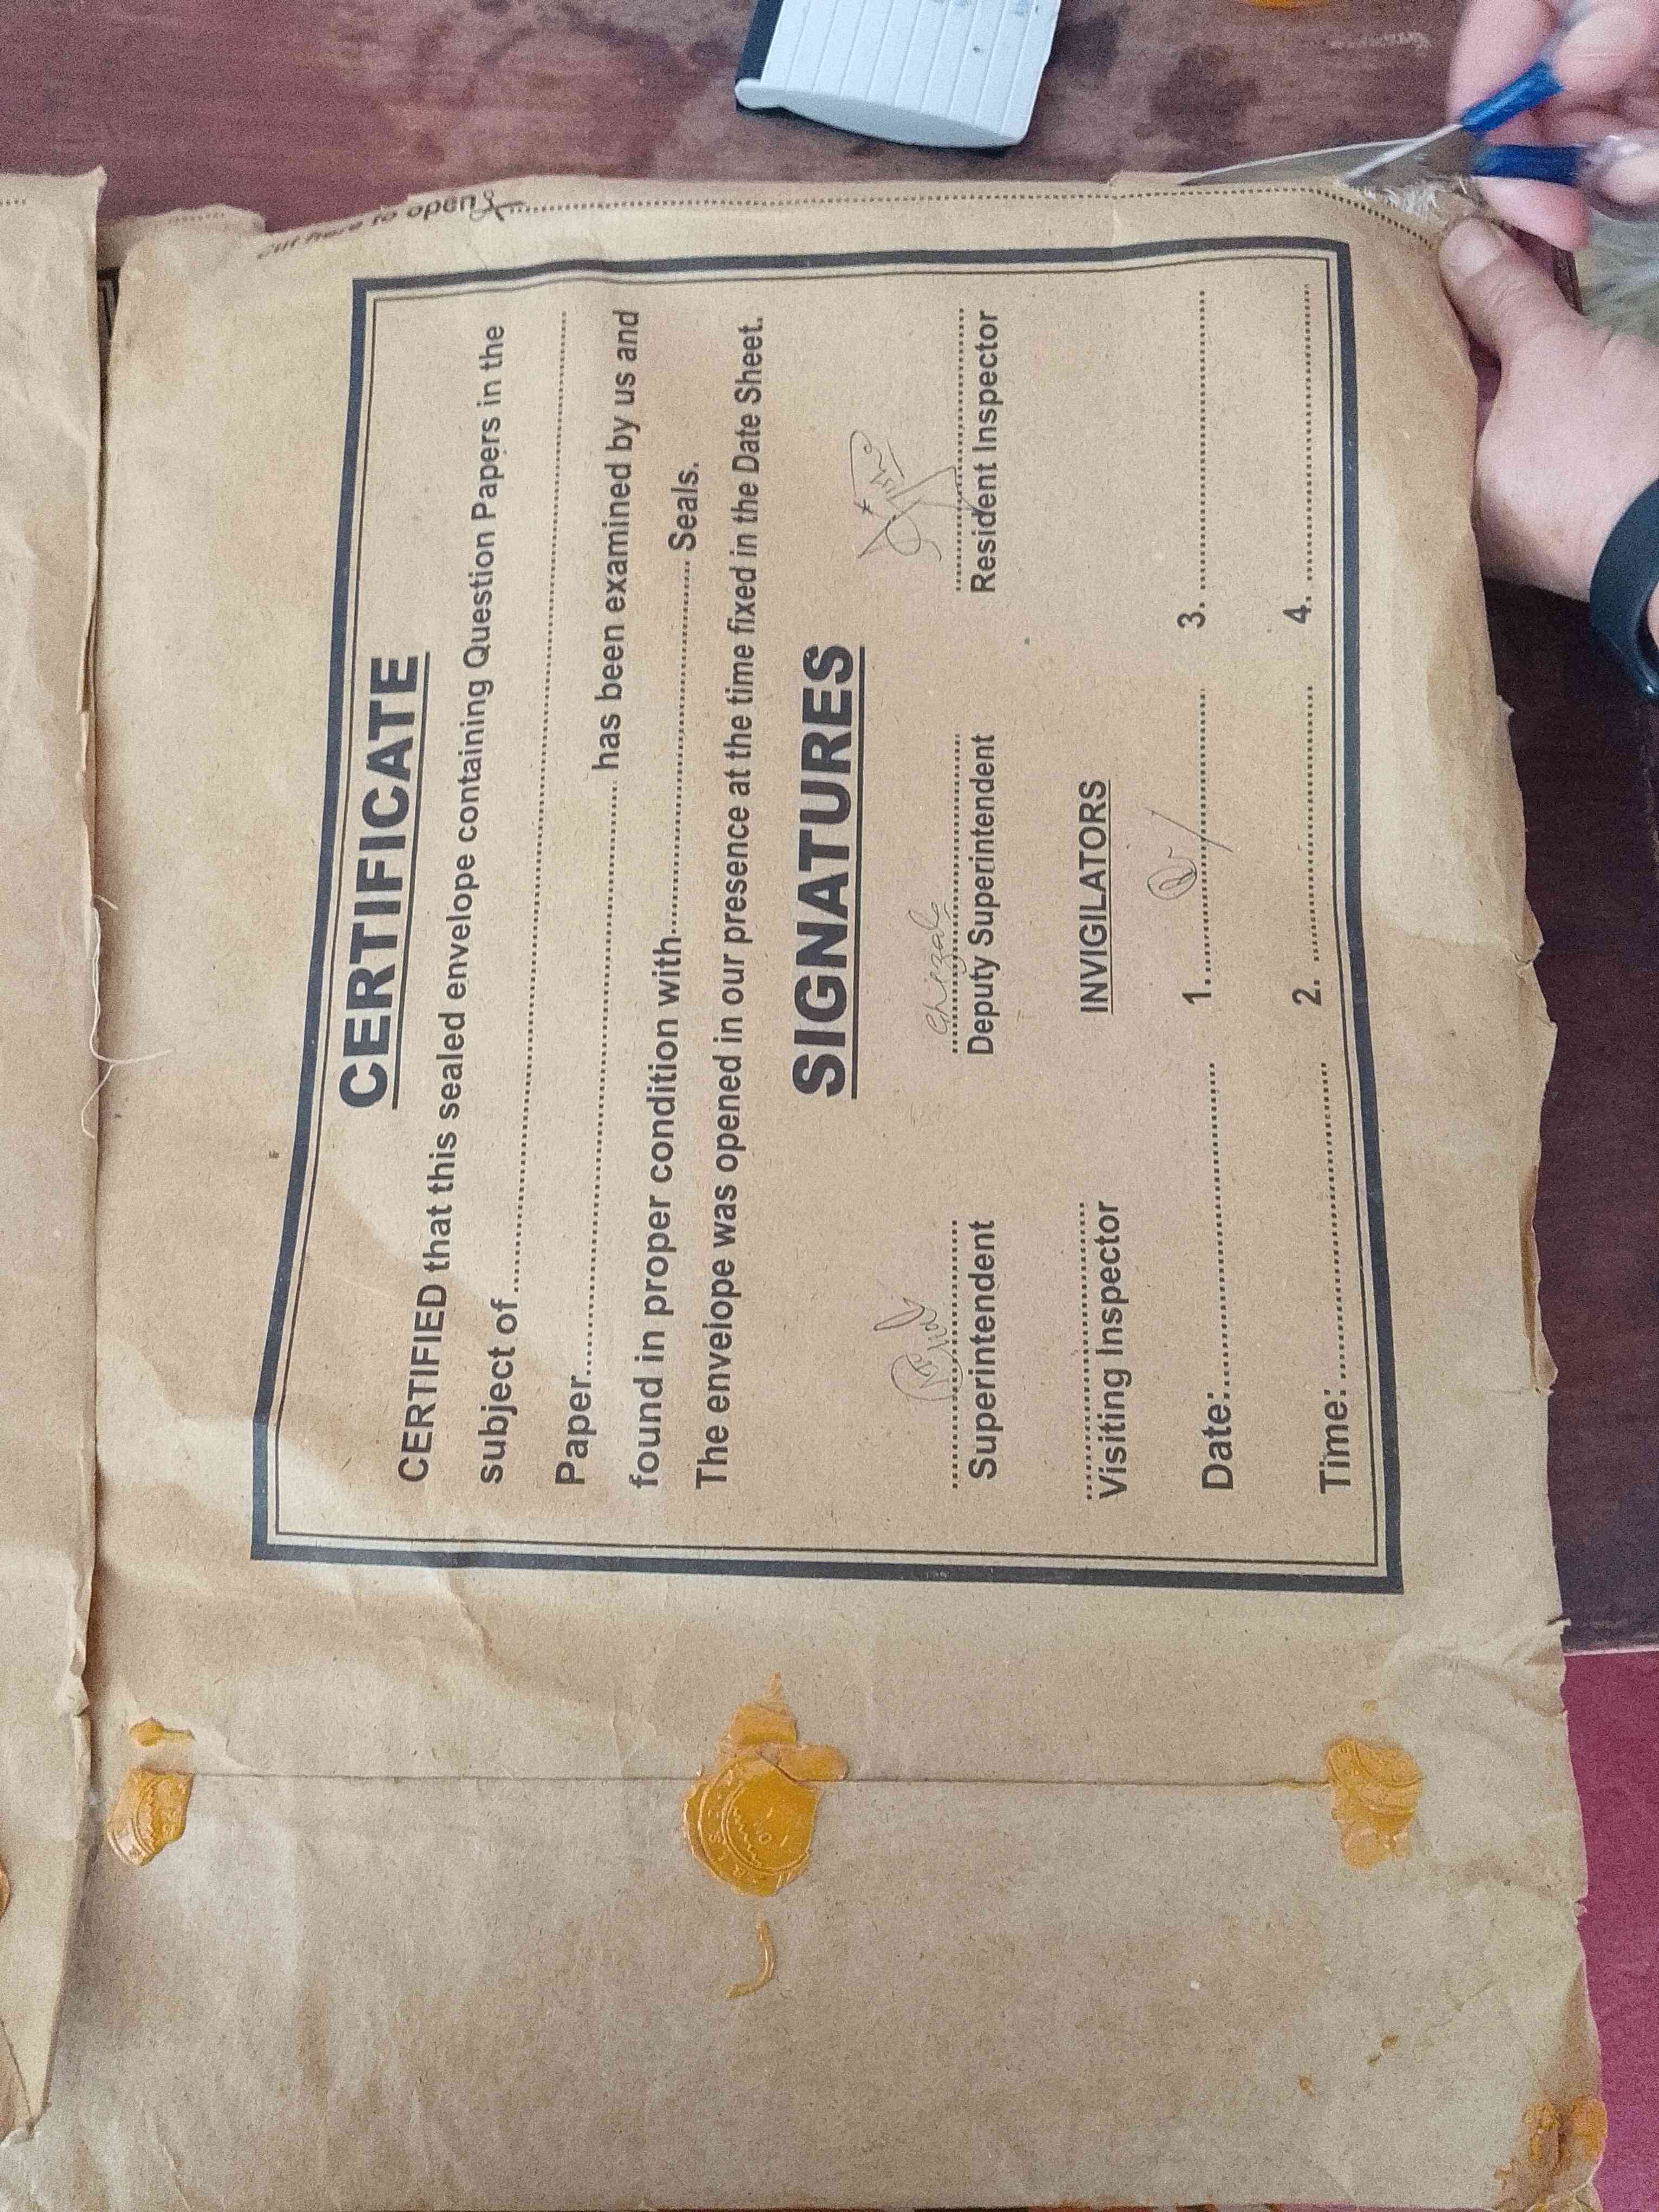 cut here to open
CERTIFICATE
CERTIFIED that this sealed envelope containing Question Papers in the
subject of
Paper has been examined by us and
found in proper condition with Seals.
The envelope was opened in our presence at the time fixed in the Date Sheet.
SIGNATURES
Superintendent Deputy Superintendent Resident Inspector
Visiting Inspector INVIGILATORS
Date: 1. 3.
Time: 2. 4.